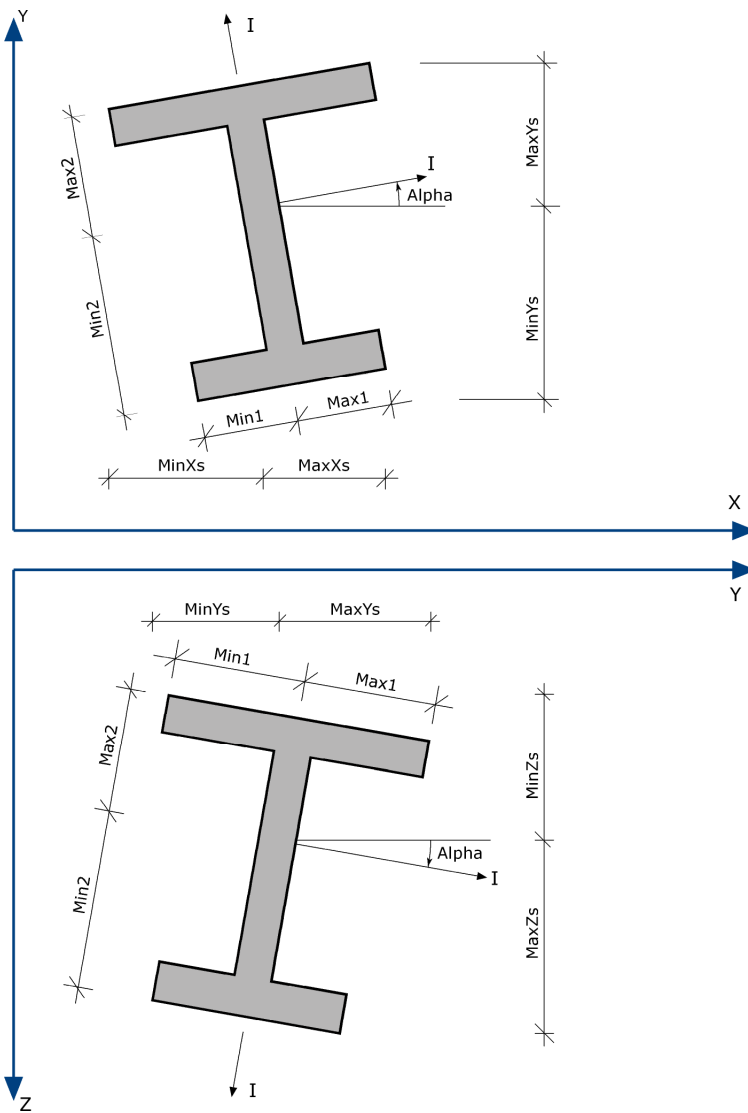 Y
I
MaxYs
Max2
I
Alpha
MinYs
Min2
Max1
Min1
MinXs
MaxXs
X
Y
MinYs
MaxYs
Min1
Max1
Max2
MinZs
Alpha
I
Min2
MaxZs
I
Z